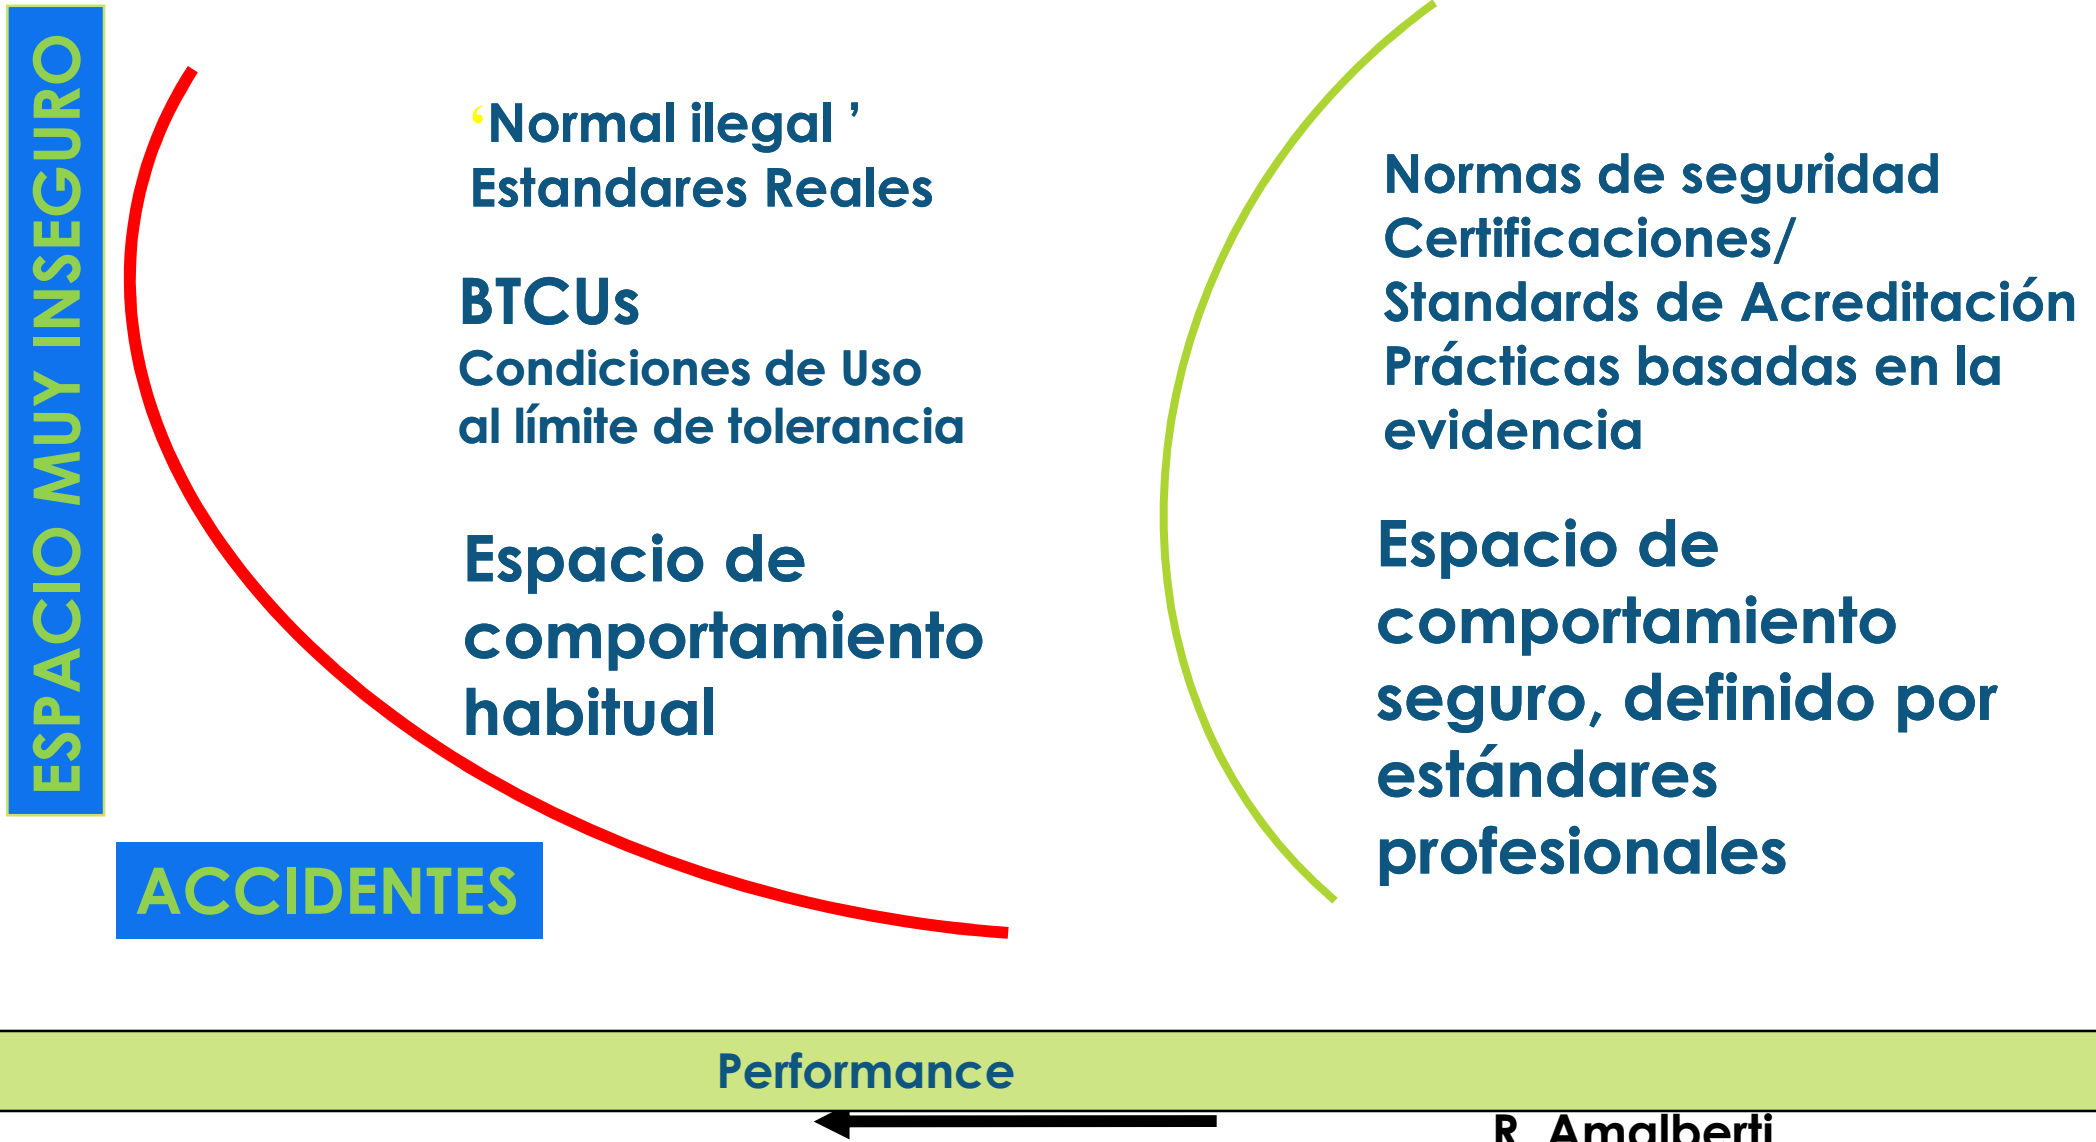 ESPACIO MUY INSEGURO
‘Normal ilegal ’
Estandares Reales
BTCUs
Condiciones de Uso
al límite de tolerancia
Espacio de
comportamiento
habitual
Normas de seguridad
Certificaciones/
Standards de Acreditación
Prácticas basadas en la
evidencia
Espacio de
comportamiento
seguro, definido por
estándares
profesionales
ACCIDENTES
Performance
R. Amalberti